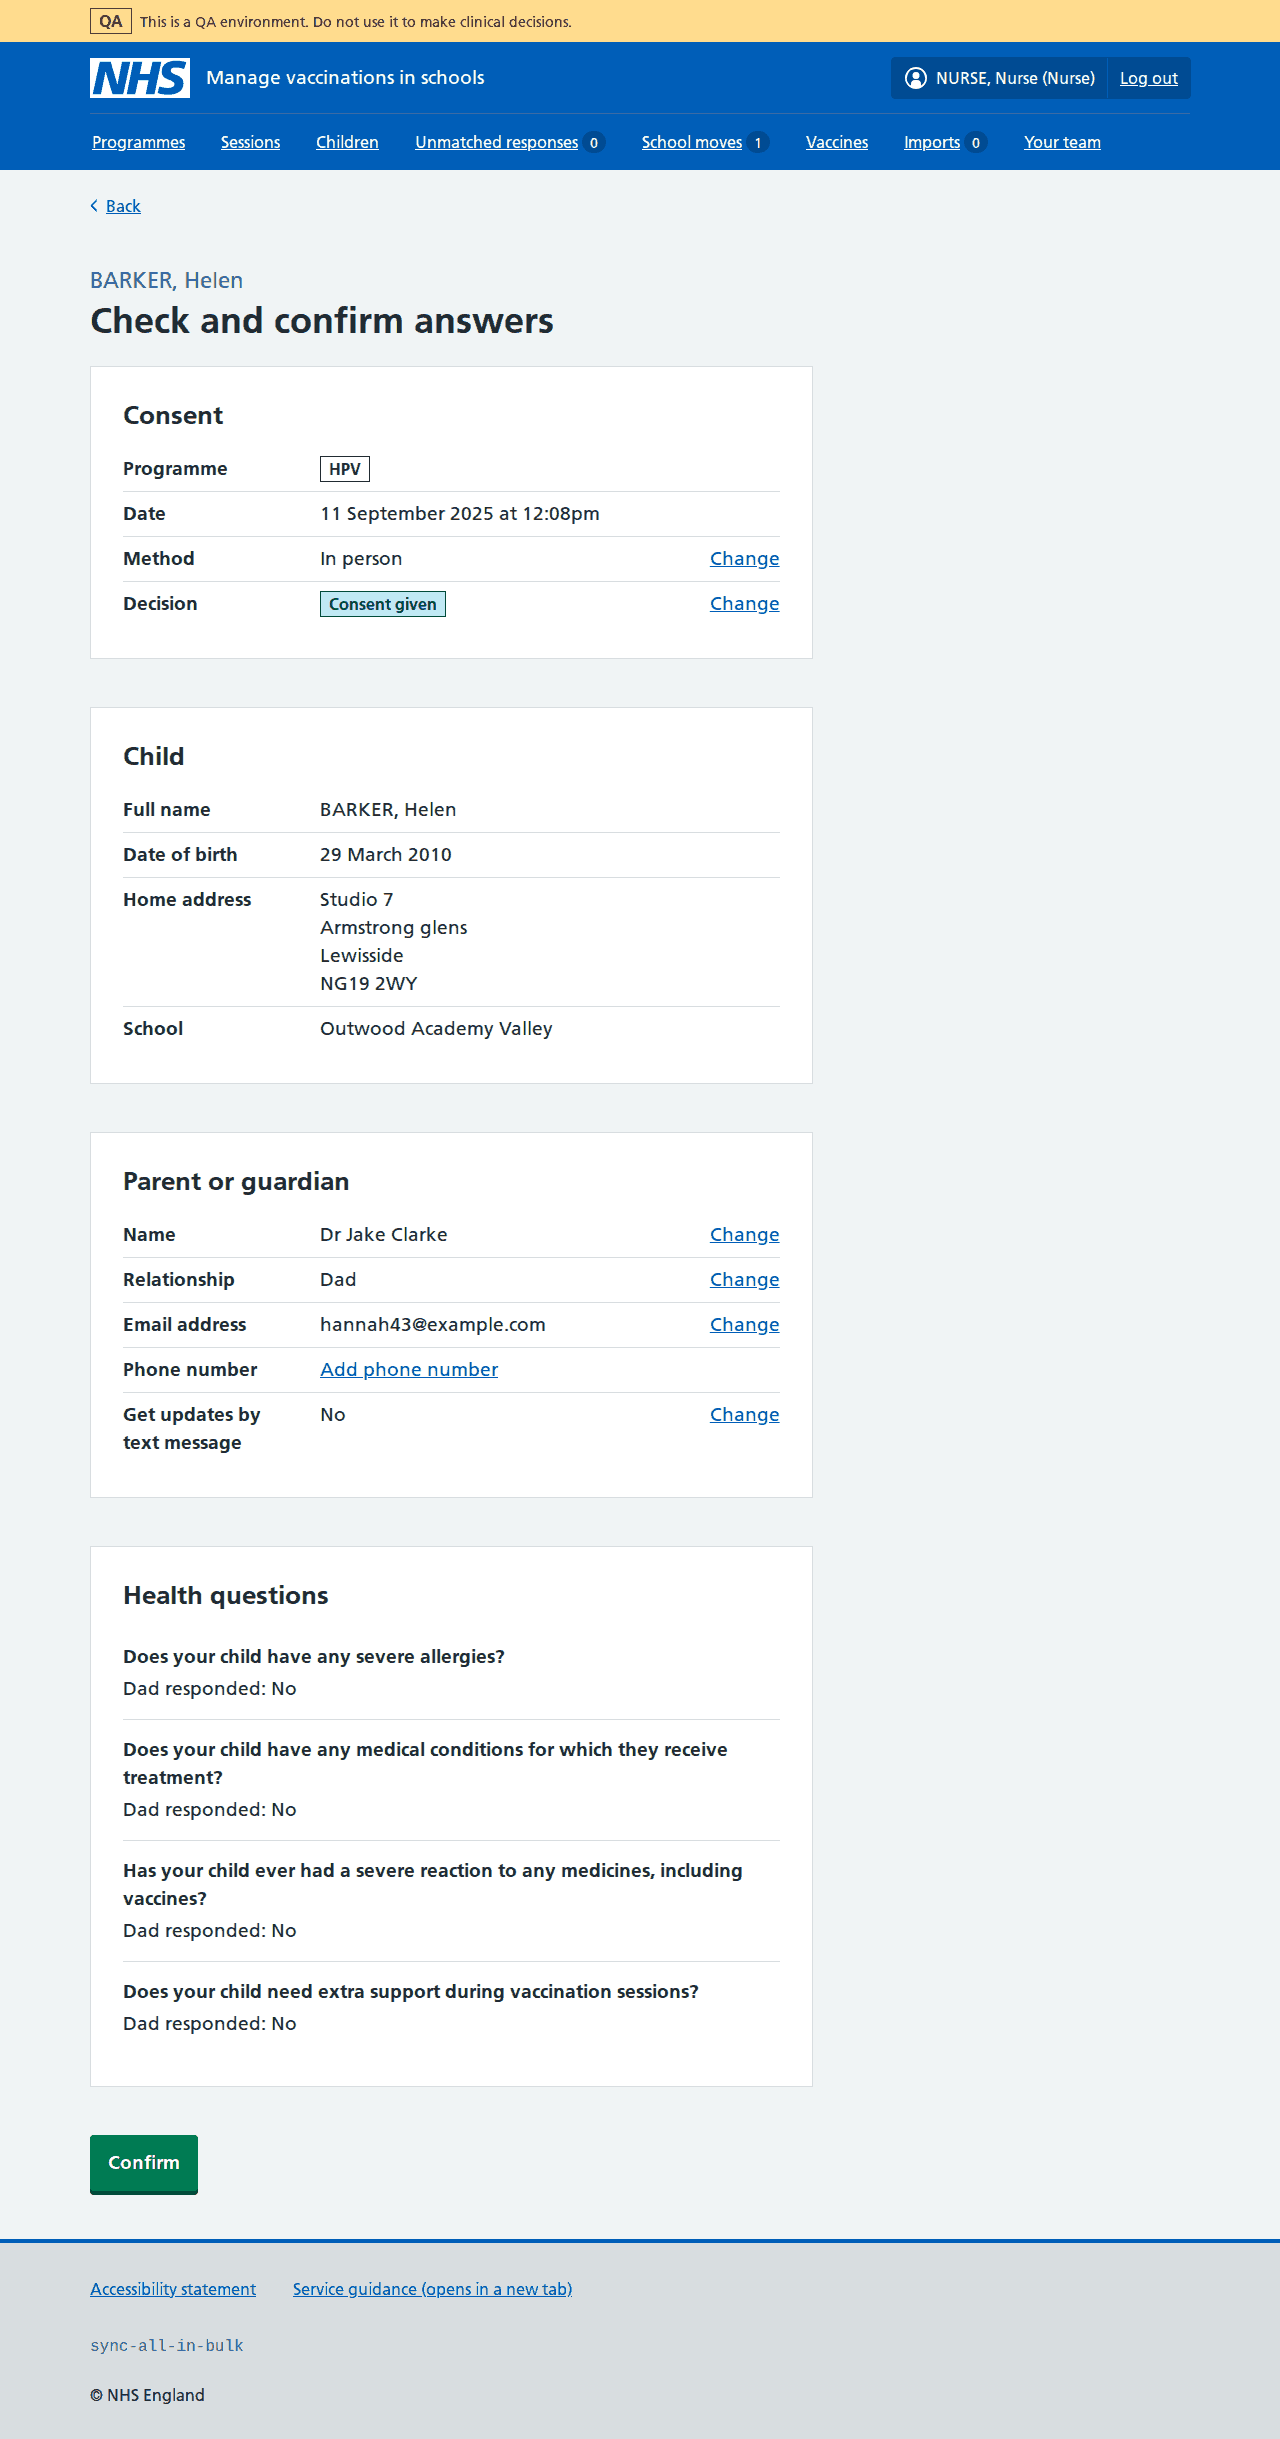 QA This is a QA environment. Do not use it to make clinical decisions.
NHS Manage vaccinations in schools NURSE, Nurse (Nurse) Log out
Programmes Sessions Children Unmatched responses 0 School moves 1 Vaccines Imports 0 Your team
Back
BARKER, Helen
Check and confirm answers
Consent
Programme HPV
Date 11 September 2025 at 12:08pm
Method In person Change
Decision Consent given Change
Child
Full name BARKER, Helen
Date of birth 29 March 2010
Home address Studio 7
Armstrong glens
Lewisside
NG19 2WY
School Outwood Academy Valley
Parent or guardian
Name Dr Jake Clarke Change
Relationship Dad Change
Email address hannah43@example.com Change
Phone number Add phone number
Get updates by No Change
text message
Health questions
Does your child have any severe allergies?
Dad responded: No
Does your child have any medical conditions for which they receive
treatment?
Dad responded: No
Has your child ever had a severe reaction to any medicines, including
vaccines?
Dad responded: No
Does your child need extra support during vaccination sessions?
Dad responded: No
Confirm
Accessibility statement Service guidance (opens in a new tab)
sync-all-in-bulk
© NHS England